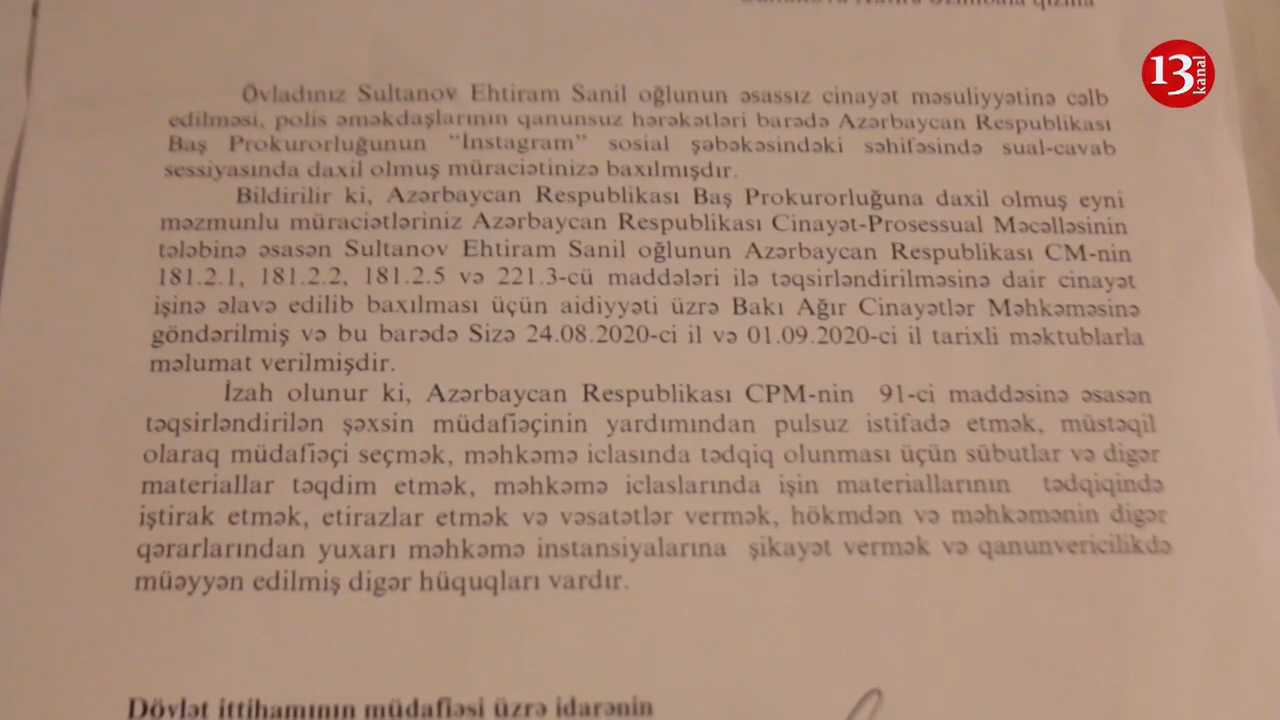 13
kanal
Övladınız Sultanov Ehtiram Sanil oğlunun əsassız cinayət məsuliyyətinə cəlb
edilməsi, polis əməkdaşlarının qanunsuz hərəkətləri barədə Azərbaycan Respublikası
Baş Prokurorluğunun “İnstagram” sosial şəbəkəsindəki səhifəsində sual-cavab
sessiyasında daxil olmuş müraciətinizə baxılmışdır.
Bildirilir ki, Azərbaycan Respublikası Baş Prokurorluğuna daxil olmuş eyni
məzmunlu müraciətləriniz Azərbaycan Respublikası Cinayət-Prosessual Məcəlləsinin
tələbinə əsasən Sultanov Ehtiram Sanil oğlunun Azərbaycan Respublikası CM-nin
181.2.1, 181.2.2, 181.2.5 və 221.3-cü maddələri ilə təqsirləndirilməsinə dair cinayət
işinə əlavə edilib baxılması üçün aidiyyəti üzrə Bakı Ağır Cinayətlər Məhkəməsinə
göndərilmiş və bu barədə Sizə 24.08.2020-ci il və 01.09.2020-ci il tarixli məktublarla
məlumat verilmişdir.
İzah olunur ki, Azərbaycan Respublikası CPM-nin 91-ci maddəsinə əsasən
təqsirləndirilən şəxsin müdafiəçinin yardımından pulsuz istifadə etmək, müstəqil
olaraq müdafiəçi seçmək, məhkəmə iclasında tədqiq olunması üçün sübutlar və digər
materiallar təqdim etmək, məhkəmə iclaslarında işin materiallarının tədqiqində
iştirak etmək, etirazlar etmək və vəsatətlər vermək, hökmdən və məhkəmənin digər
qərarlarından yuxarı məhkəmə instansiyalarına şikayət vermək və qanunvericilikdə
müəyyən edilmiş digər hüquqları vardır.
Dövlət ittihamının müdafiəsi üzrə idarənin